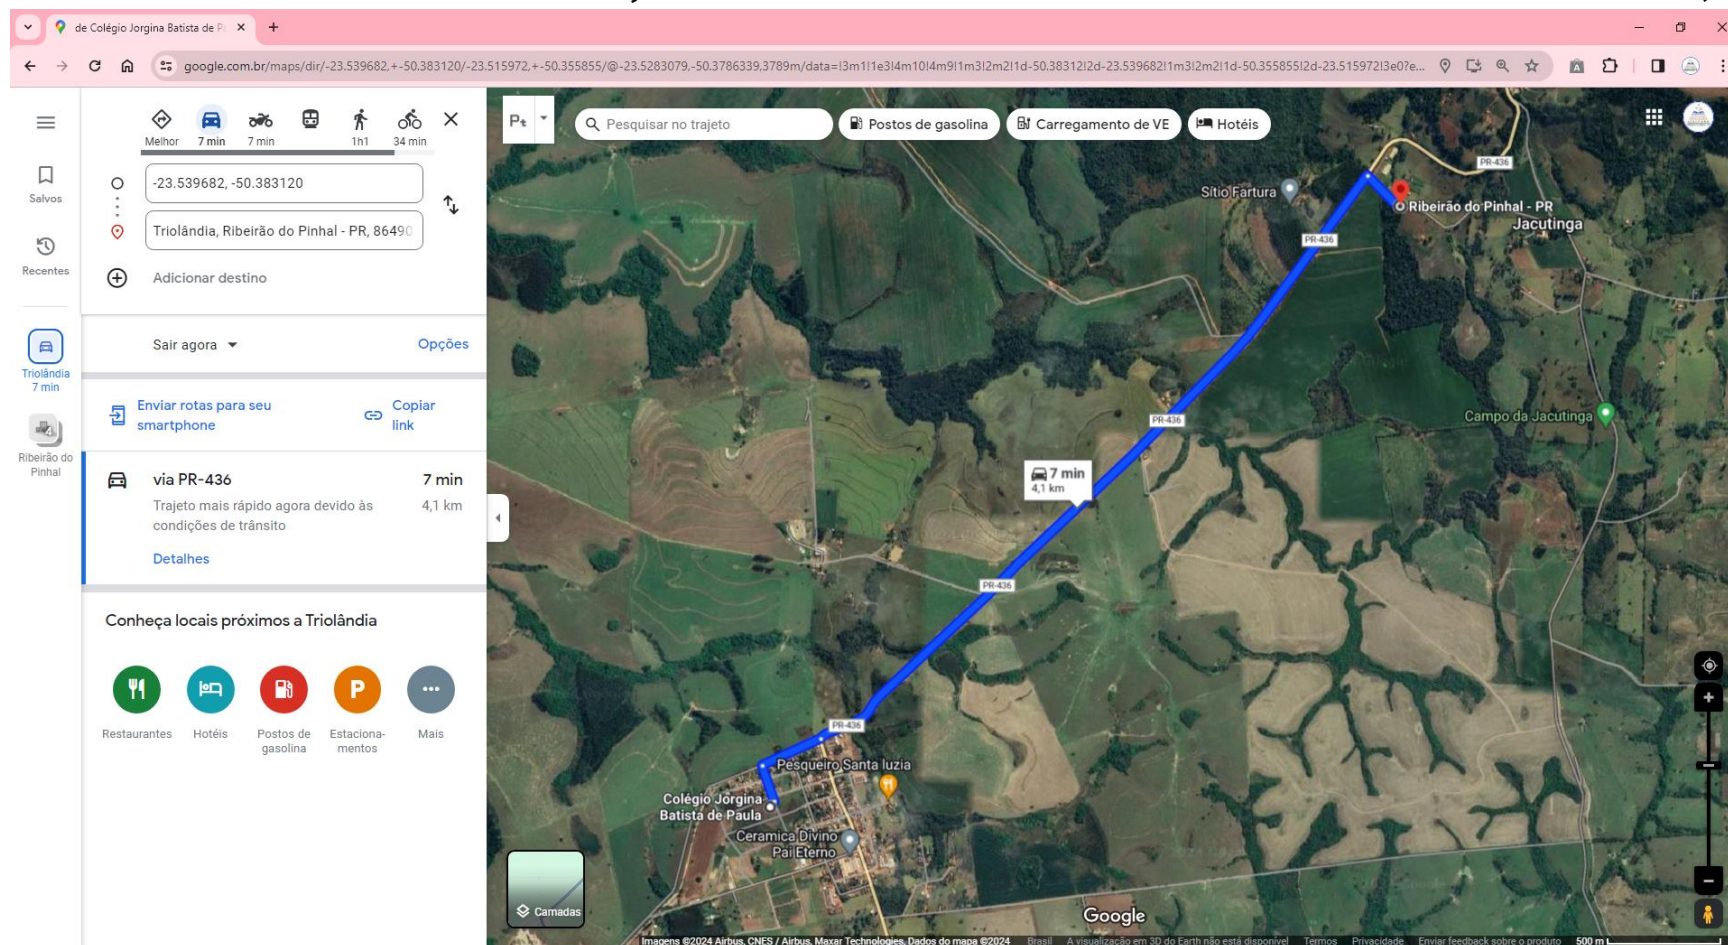 de Colégio Jorgina Batista de P
google.com.br/maps/dir/-23.539682,+-50.383120/-23.515972,+-50.355855/@-23.5283079,-50.3786339,3789m/data=!3m1!1e3!4m10!4m9!1m3!2m2!1d-50.38312!2d-23.539682!1m3!2m2!1d-50.355855!2d-23.515972!3e0?e...
Melhor
7 min
7 min
1h1
34 min
Salvos
Recentes
Triolândia
7 min
Ribeirão do
Pinhal
-23.539682, -50.383120
Triolândia, Ribeirão do Pinhal - PR, 86490
Adicionar destino
Sair agora
Opções
Enviar rotas para seu
smartphone
Copiar
link
via PR-436
7 min
Trajeto mais rápido agora devido às
condições de trânsito
4,1 km
Detalhes
Conheça locais próximos a Triolândia
P
Restaurantes
Hotéis
Postos de
gasolina
Estaciona-
mentos
Mais
Pt
Pesquisar no trajeto
Postos de gasolina
Carregamento de VE
Hotéis
PR-436
Sítio Fartura
Ribeirão do Pinhal - PR
Jacutinga
PR-436
PR-436
Campo da Jacutinga
7 min
4,1 km
PR-436
PR-436
Pesqueiro Santa luzia
Colégio Jorgina
Batista de Paula
Ceramica Divino
Pai Eterno
Camadas
Google
Imagens ©2024 Airbus, CNES / Airbus, Maxar Technologies, Dados do mapa ©2024
Brasil
A visualização em 3D do Earth não está disponível
Termos
Privacidade
Enviar feedback sobre o produto
500 m